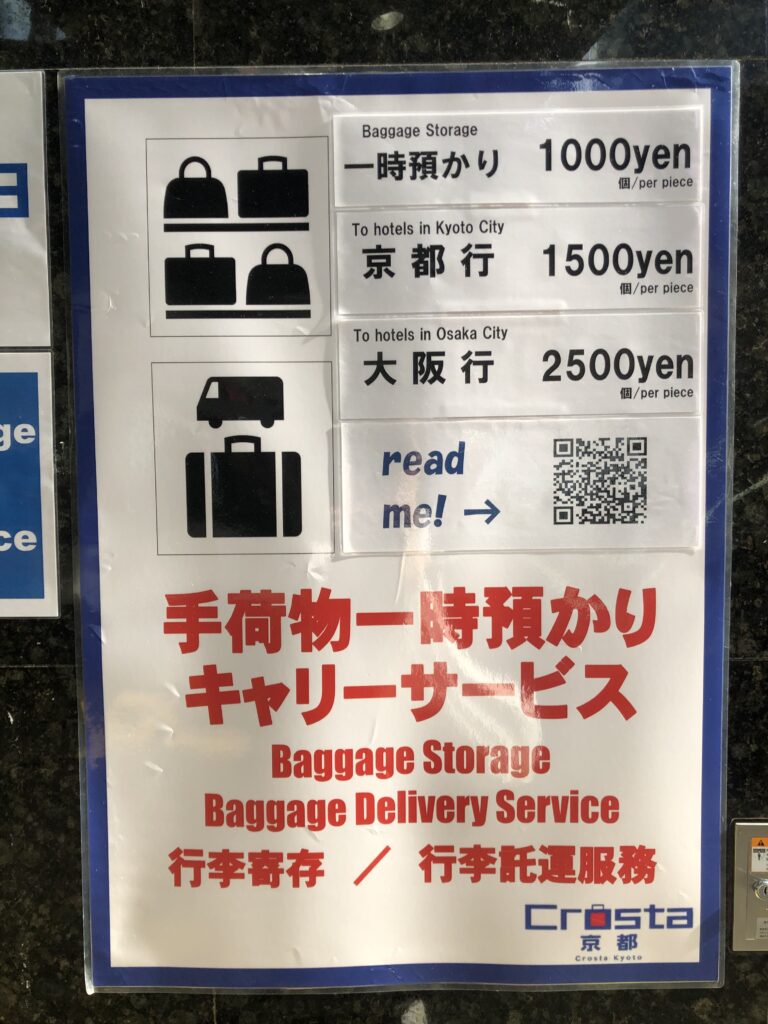 Baggage Storage
一時預かり 1000yen
個/per piece
To hotels in Kyoto City
京都行 1500yen
個/per piece
To hotels in Osaka City
大阪行 2500yen
個/per piece
read
me! →
手荷物一時預かり
キャリーサービス
Baggage Storage
Baggage Delivery Service
行李寄存 / 行李託运服務
Crosta
京都
Crosta Kyoto
ge
ce